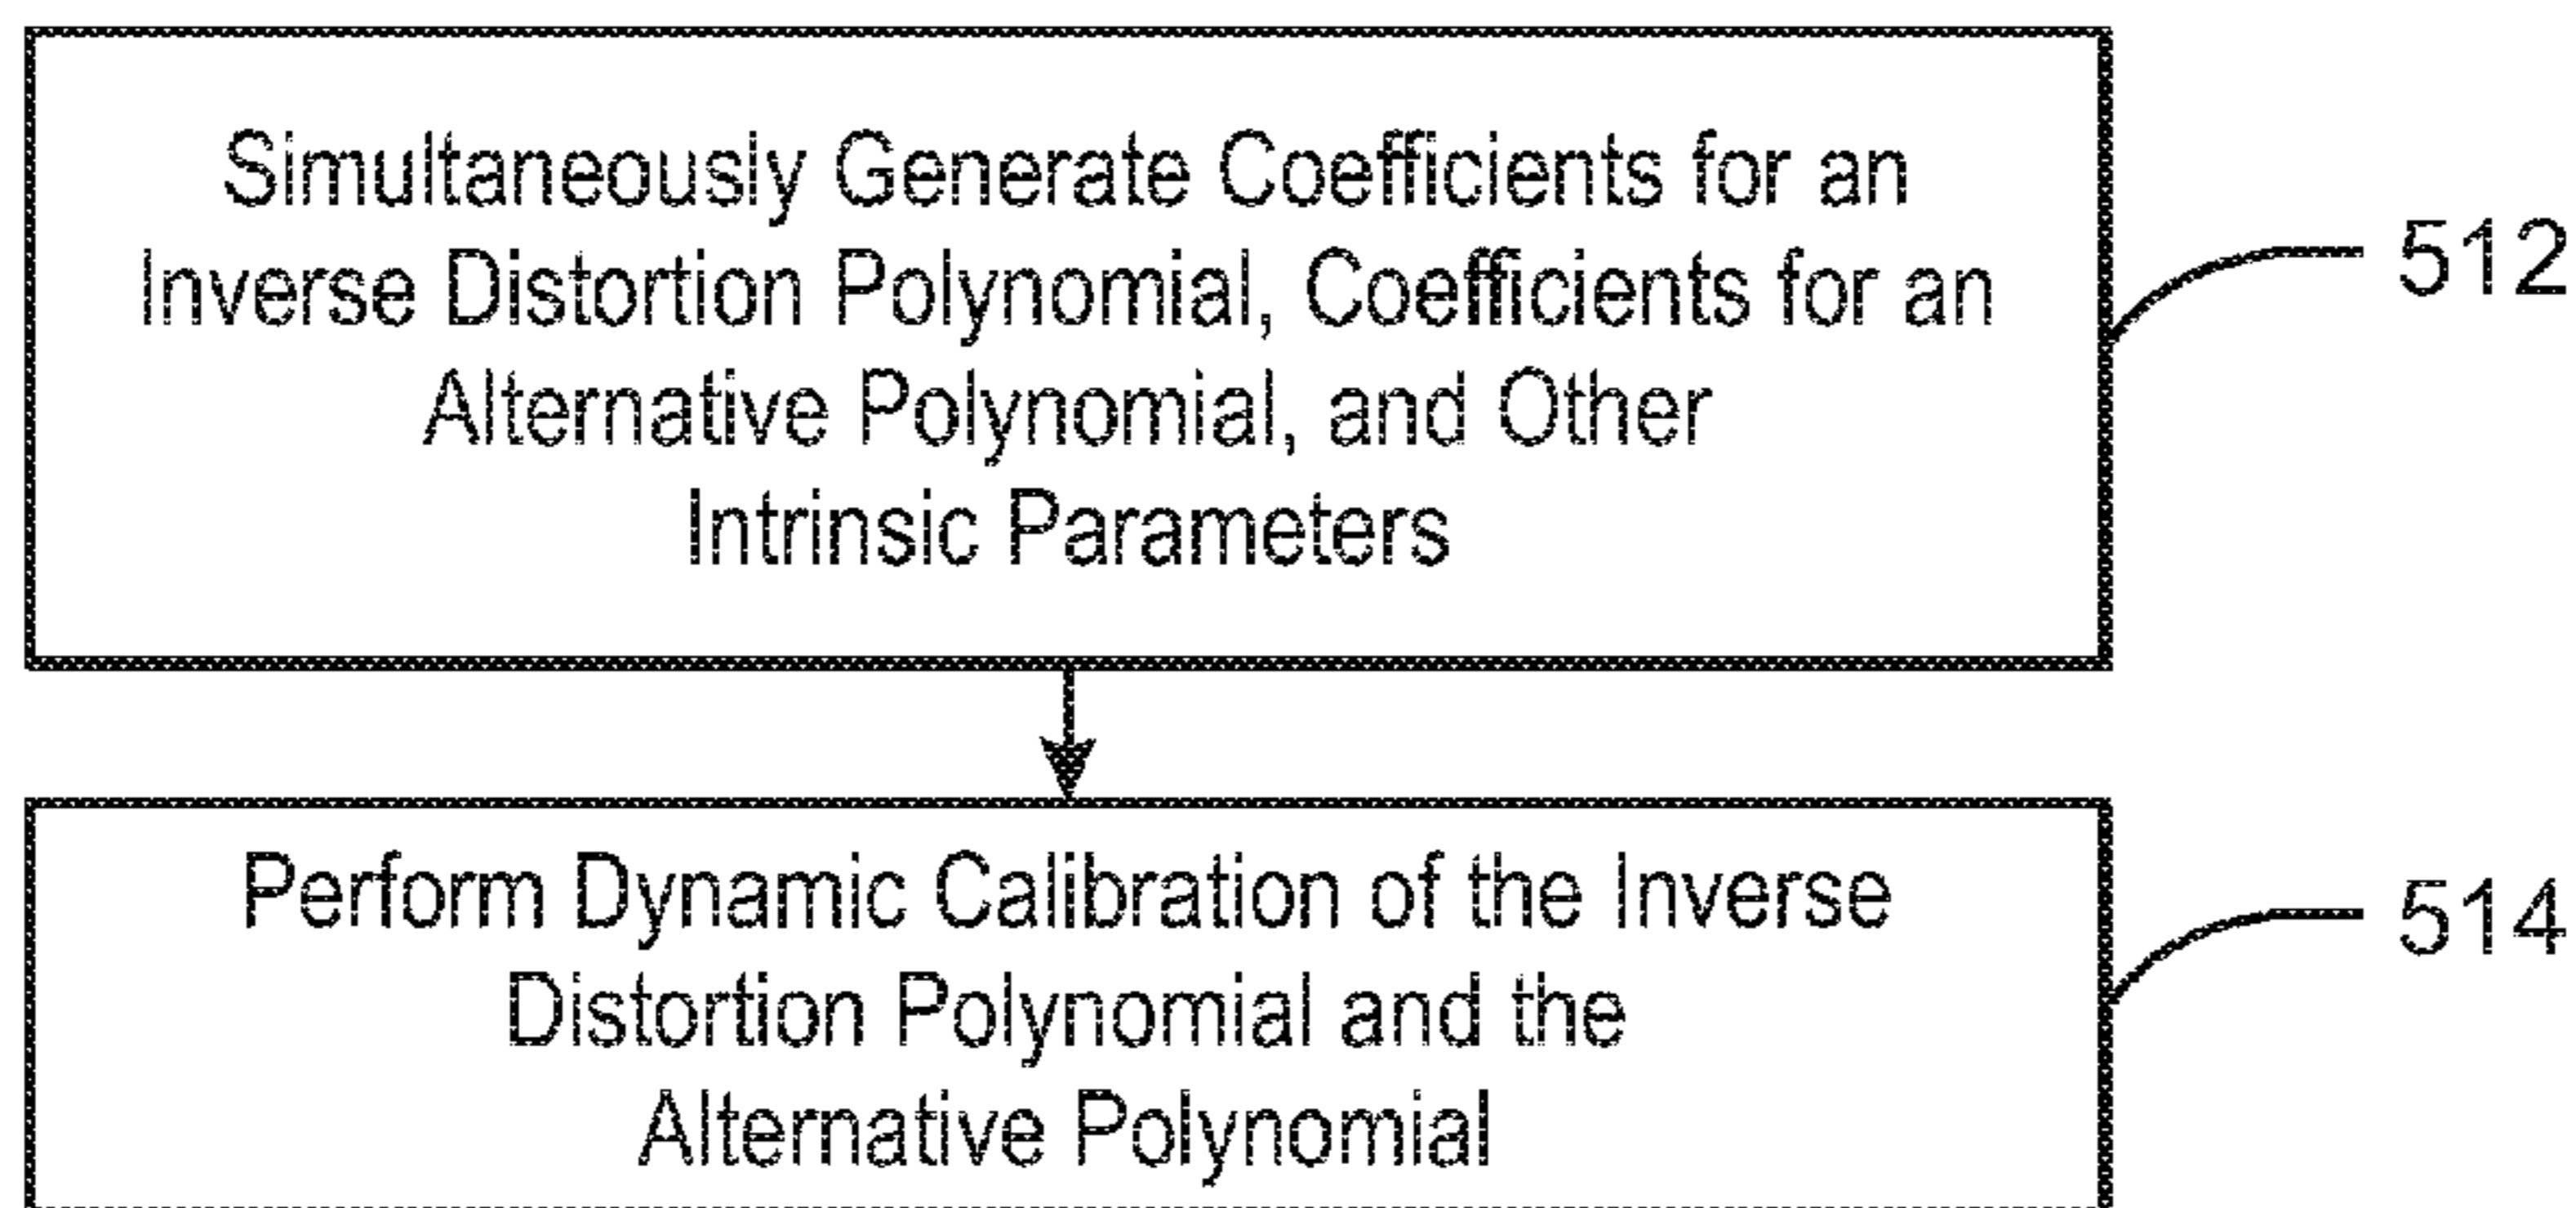 Simultaneously Generate Coefficients for an
Inverse Distortion Polynomial, Coefficients for an
Alternative Polynomial, and Other
Intrinsic Parameters
512
Perform Dynamic Calibration of the Inverse
Distortion Polynomial and the
Alternative Polynomial
514